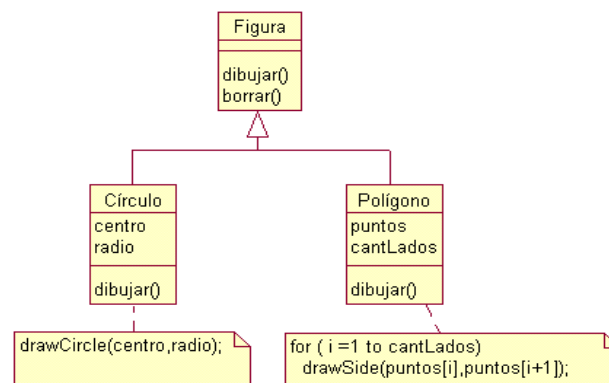 Figura
dibujar()
borrar()
Círculo
centro
radio
dibujar()
Polígono
puntos
cantLados
dibujar()
drawCircle(centro,radio);
for ( i =1 to cantLados)
drawSide(puntos[i],puntos[i+1]);